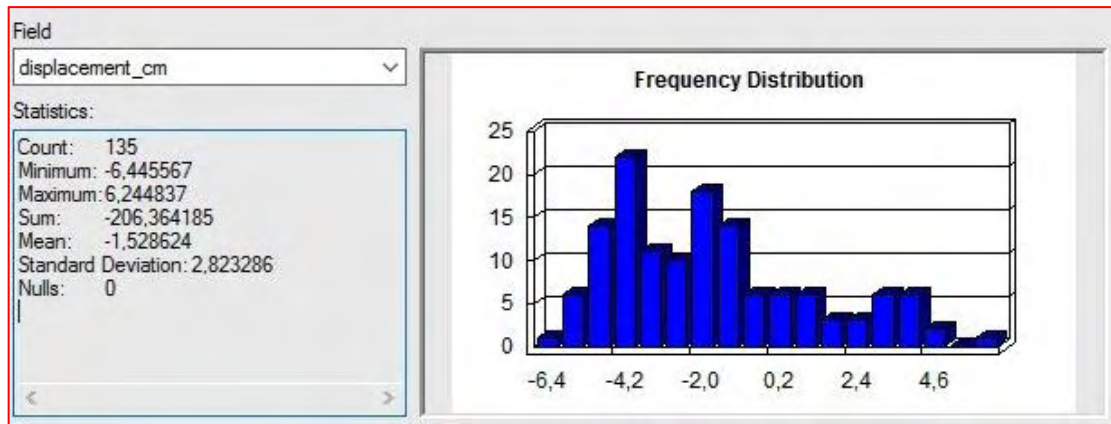 Field
displacement_cm
Statistics:
Count: 135
Minimum: -6,445567
Maximum: 6,244837
Sum: -206,364185
Mean: -1,528624
Standard Deviation: 2,823286
Nulls: 0
Frequency Distribution
25
20
15
10
5
0
-6,4 -4,2 -2,0 0,2 2,4 4,6